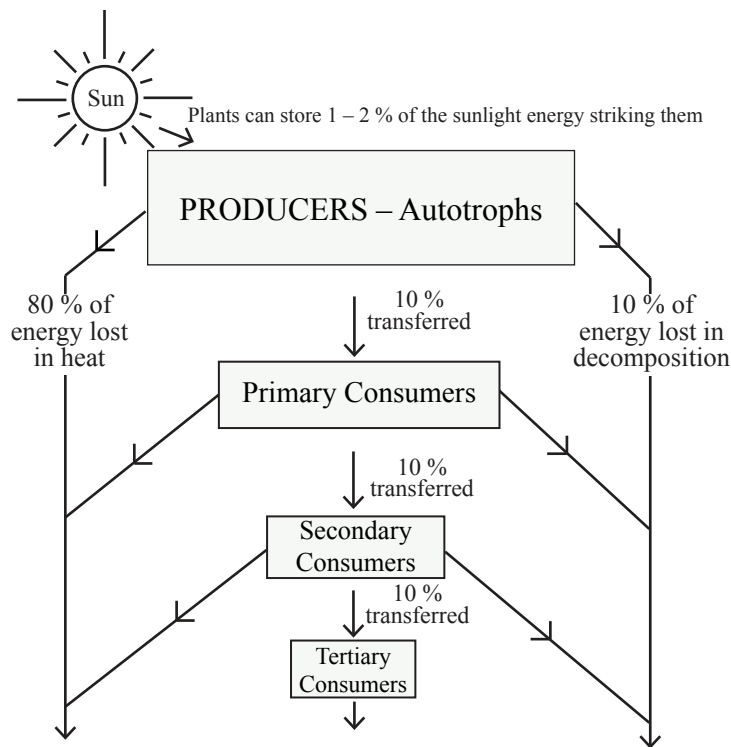 Sun
Plants can store 1 – 2 % of the sunlight energy striking them
PRODUCERS – Autotrophs
80 % of
energy lost
in heat
10 %
transferred
10 % of
energy lost in
decomposition
Primary Consumers
10 %
transferred
Secondary
Consumers
10 %
transferred
Tertiary
Consumers